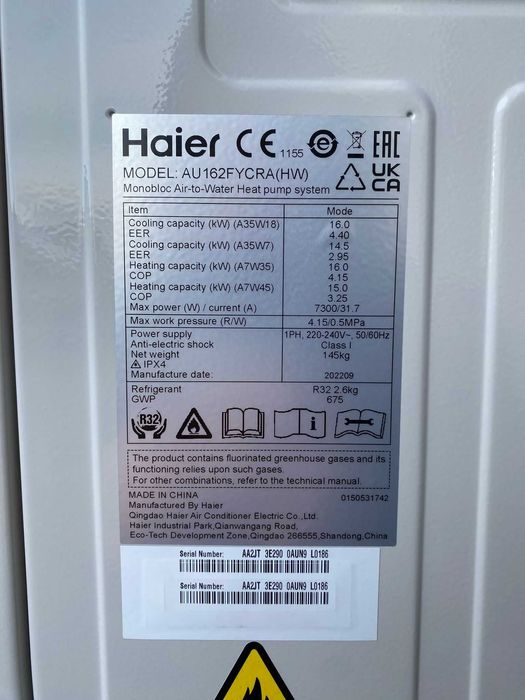 Haier CE 1155 EAC
MODEL: AU162FYCRA(HW) UK CA
Monobloc Air-to-Water Heat pump system
Item Mode
Cooling capacity (kW) (A35W18) 16.0
EER 4.40
Cooling capacity (kW) (A35W7) 14.5
EER 2.95
Heating capacity (kW) (A7W35) 16.0
COP 4.15
Heating capacity (kW) (A7W45) 15.0
COP 3.25
Max power (W) / current (A) 7300/31.7
Max work pressure (R/W) 4.15/0.5MPa
Power supply 1PH, 220-240V~, 50/60Hz
Anti-electric shock Class I
Net weight 145kg
IPX4
Manufacture date: 202209
Refrigerant R32 2.6kg
GWP 675
R32 i
The product contains fluorinated greenhouse gases and its
functioning relies upon such gases.
For other combinations, refer to the technical manual.
MADE IN CHINA 0150531742
Manufactured By Haier
Qingdao Haier Air Conditioner Electric Co.,Ltd.
Haier Industrial Park,Qianwangang Road,
Eco-Tech Development Zone,Qingdao 266555,Shandong,China
Serial Number: AA2JT 3E290 0AUN9 L0186
Serial Number: AA2JT 3E290 0AUN9 L0186